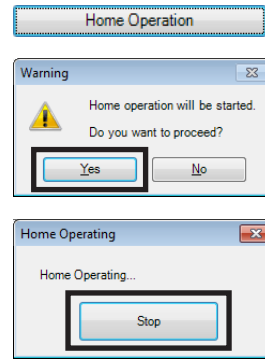 Home Operation
Warning
Home operation will be started.
Do you want to proceed?
Yes
No
Home Operating
Home Operating...
Stop